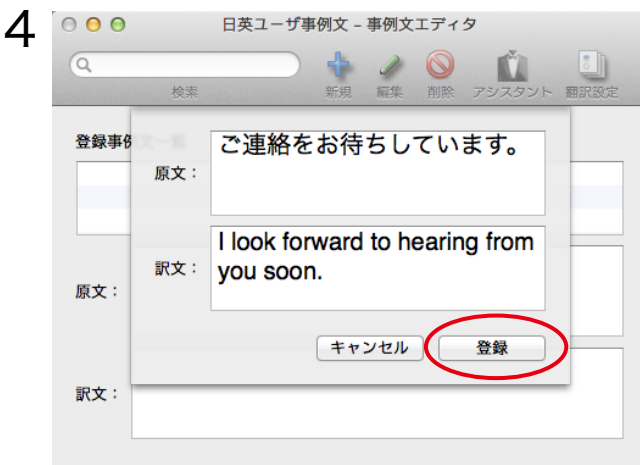 4
日英ユーザ事例文 – 事例文エディタ
検索
新規 編集 削除 アシスタント 翻訳設定
登録事例文一覧
原文：
ご連絡をお待ちしています。
訳文：
I look forward to hearing from
you soon.
原文：
キャンセル 登録
訳文：